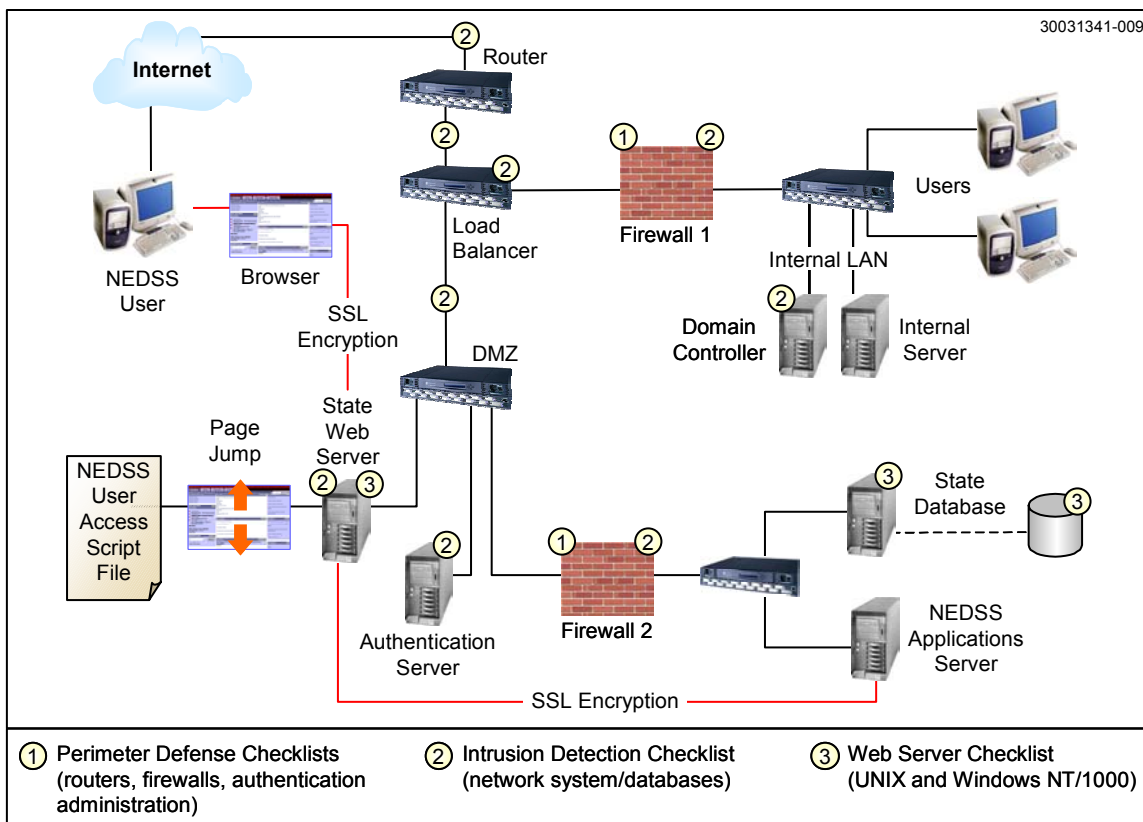 30031341-009
2
Router
Internet
2
1
2
2
Users
Load
Balancer
Firewall 1
NEDSS
User
Browser
Internal LAN
2
2
SSL
Encryption
Domain
Controller
Internal
Server
DMZ
State
Web
Server
Page
Jump
NEDSS
User
Access
Script
File
2
3
3
State
Database
3
2
1
2
Authentication
Server
Firewall 2
NEDSS
Applications
Server
SSL Encryption
1 Perimeter Defense Checklists
(routers, firewalls, authentication
administration)
2 Intrusion Detection Checklist
(network system/databases)
3 Web Server Checklist
(UNIX and Windows NT/1000)